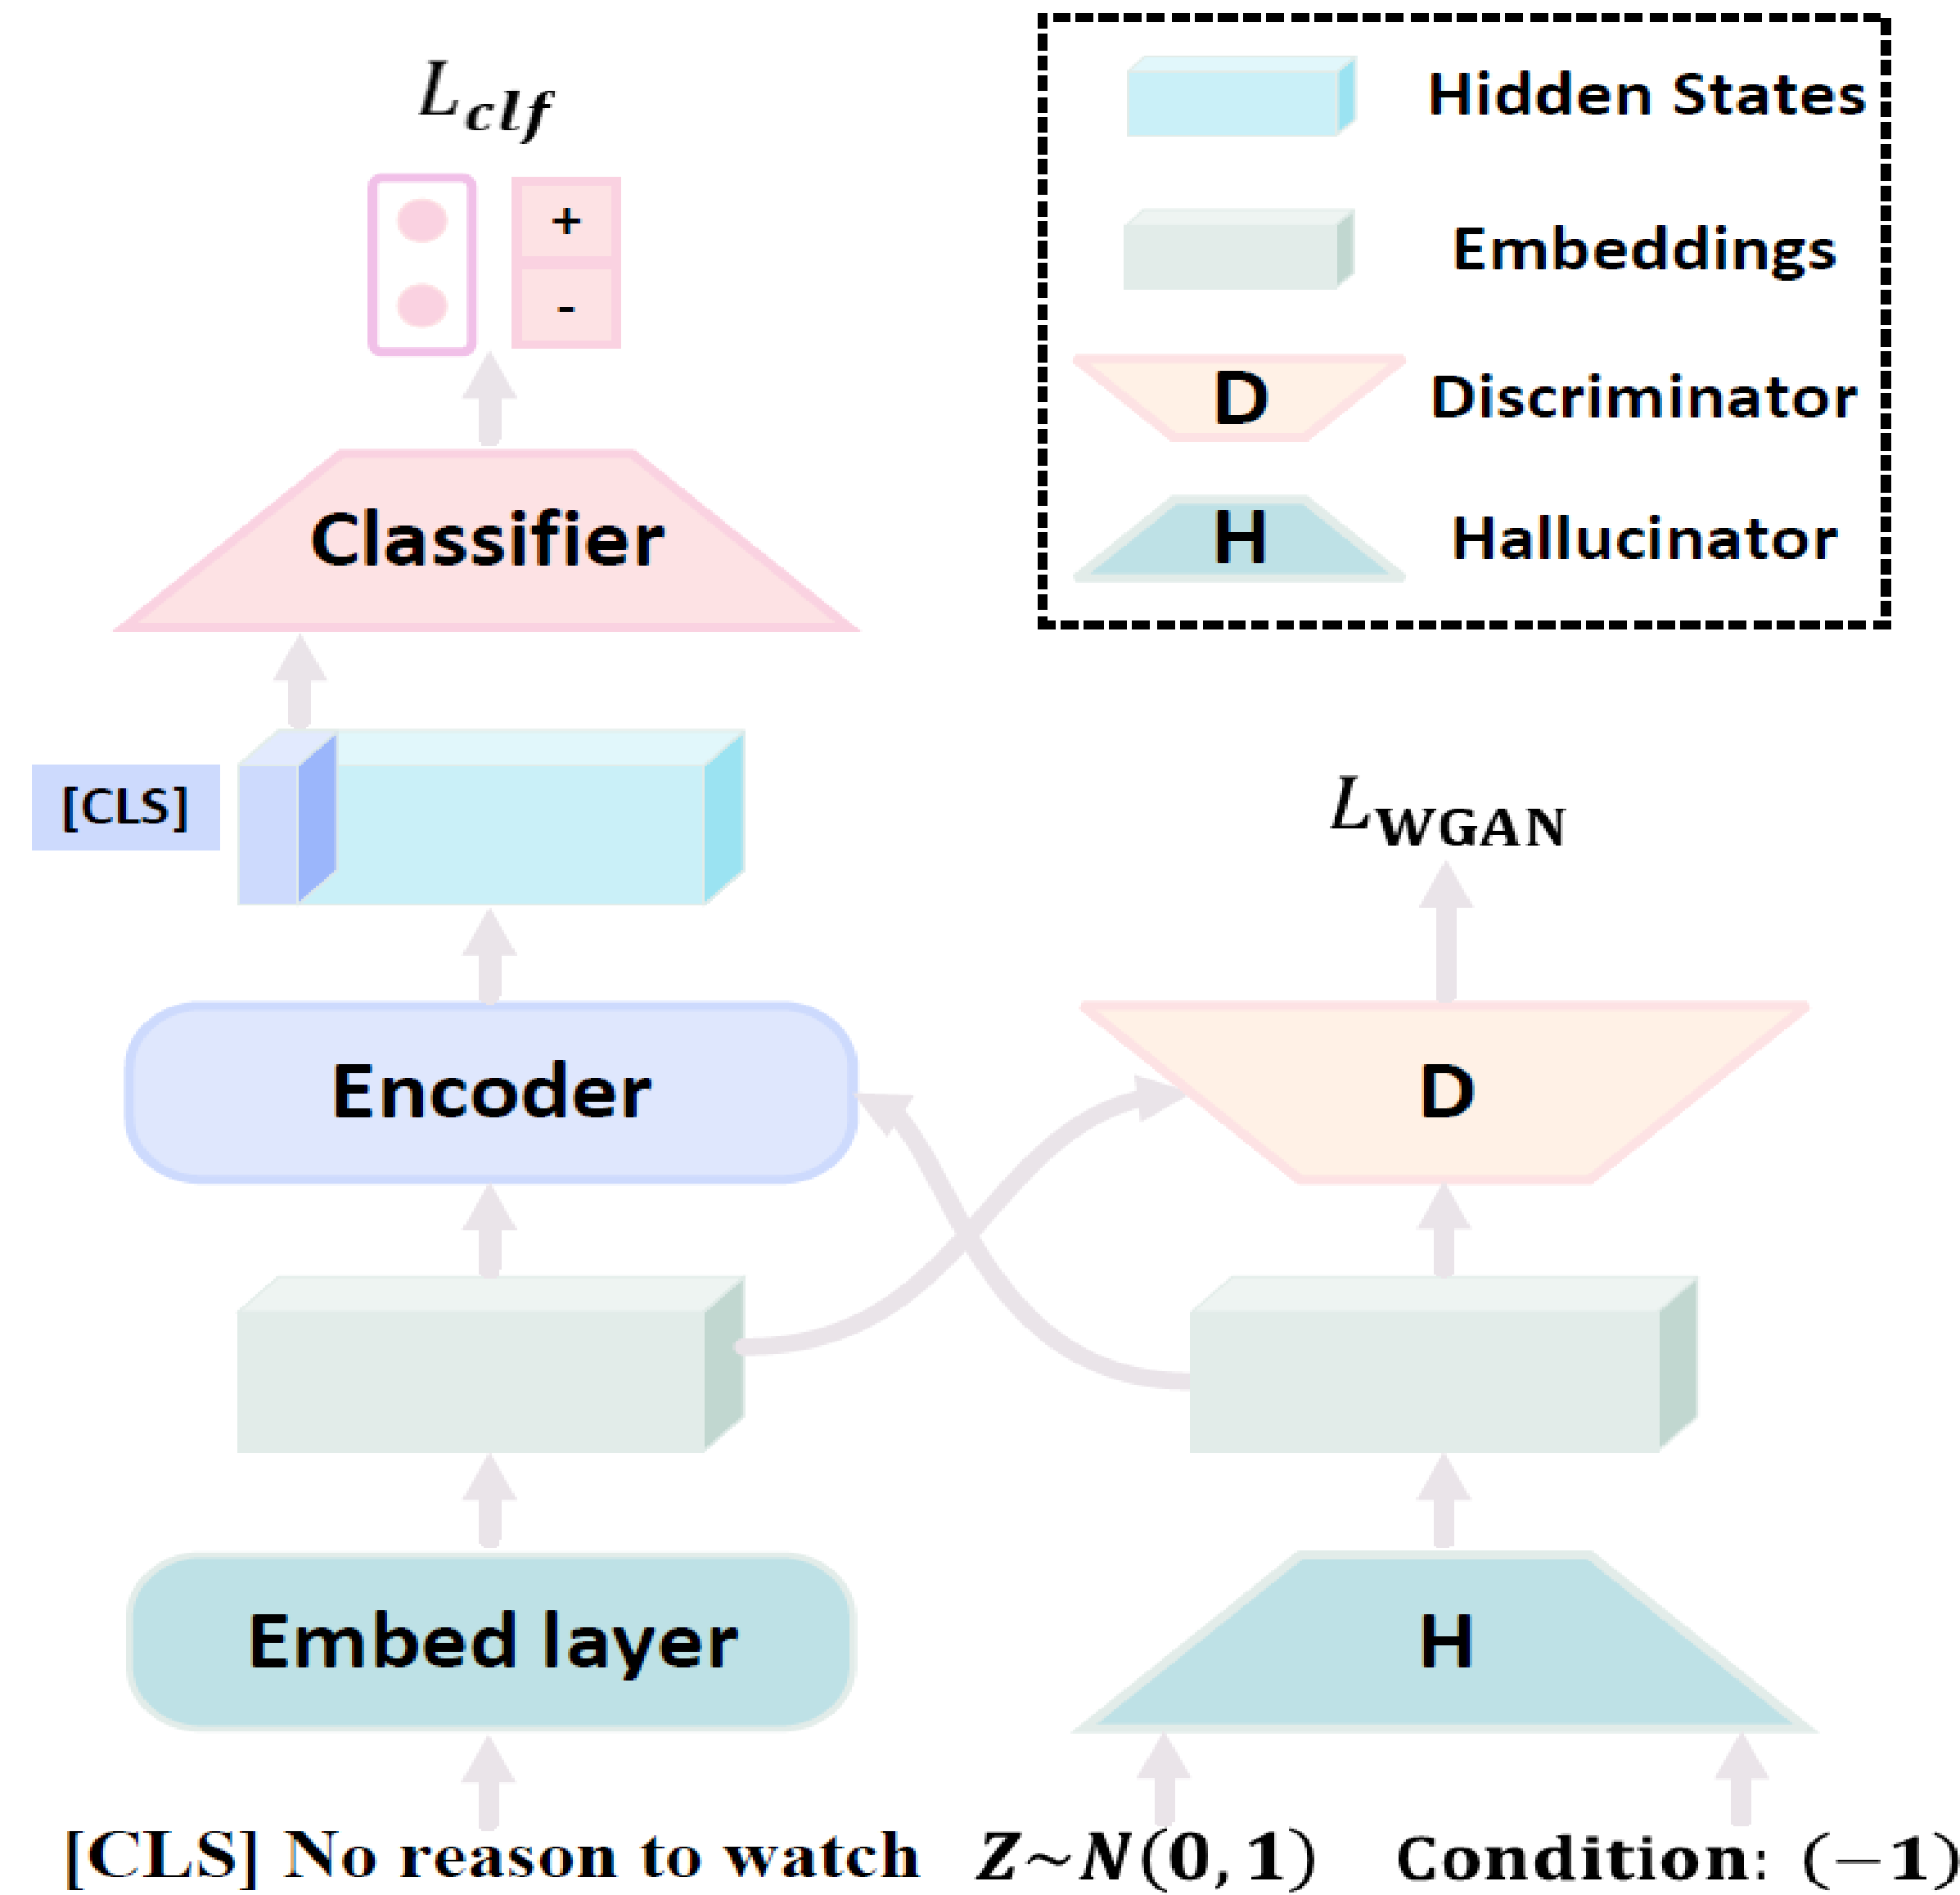 L_clf
+
-
Classifier
[CLS]
Encoder
Embed layer
[CLS] No reason to watch
Hidden States
Embeddings
D Discriminator
H Hallucinator
L_WGAN
D
H
Z~N(0, 1) Condition: (−1)